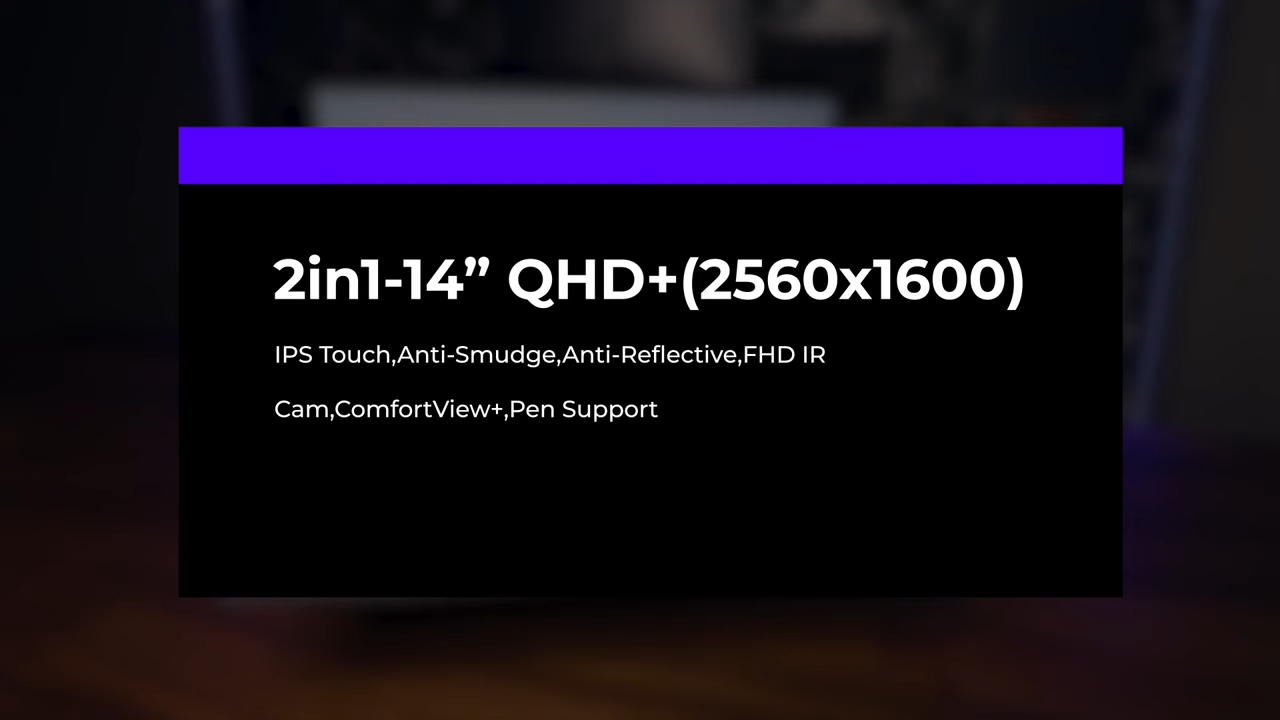 2in1-14” QHD+(2560x1600)
IPS Touch,Anti-Smudge,Anti-Reflective,FHD IR
Cam,ComfortView+,Pen Support